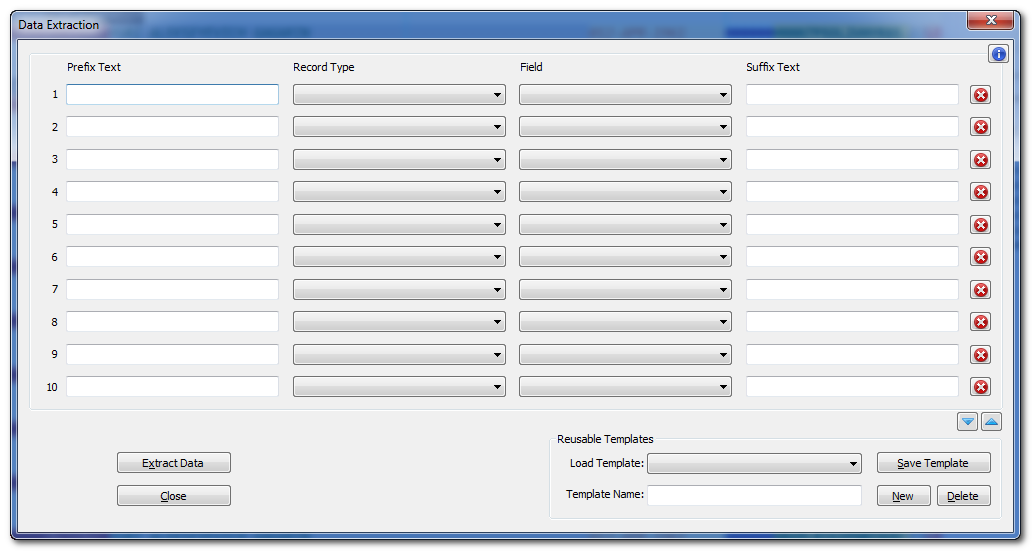 Data Extraction
Prefix Text Record Type Field Suffix Text
1
2
3
4
5
6
7
8
9
10
Reusable Templates
Extract Data Load Template: Save Template
Close Template Name: New Delete